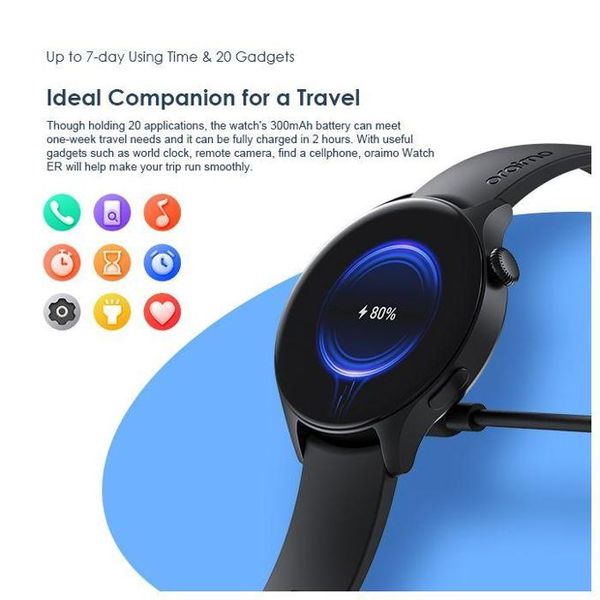 Up to 7-day Using Time & 20 Gadgets
Ideal Companion for a Travel
Though holding 20 applications, the watch's 300mAh battery can meet
one-week travel needs and it can be fully charged in 2 hours. With useful
gadgets such as world clock, remote camera, find a cellphone, oraimo Watch
ER will help make your trip run smoothly.
oraimo
80%